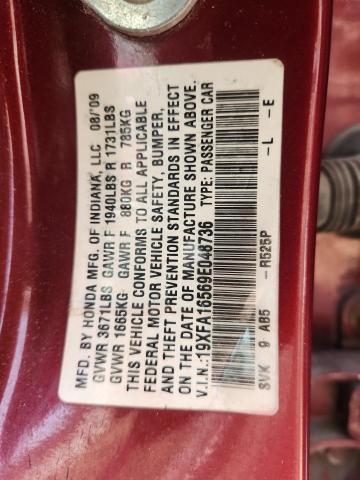 MFD. BY HONDA MFG. OF INDIANA, LLC 08/09
GVWR 3671LBS GAWR F 1940LBS R 1731LBS
GVWR 1665KG GAWR F 880KG R 785KG
THIS VEHICLE CONFORMS TO ALL APPLICABLE
FEDERAL MOTOR VEHICLE SAFETY, BUMPER,
AND THEFT PREVENTION STANDARDS IN EFFECT
ON THE DATE OF MANUFACTURE SHOWN ABOVE.
V.I.N.:19XFA16569E048736 TYPE: PASSENGER CAR
SVK 9 AB5 -R525P -L -E